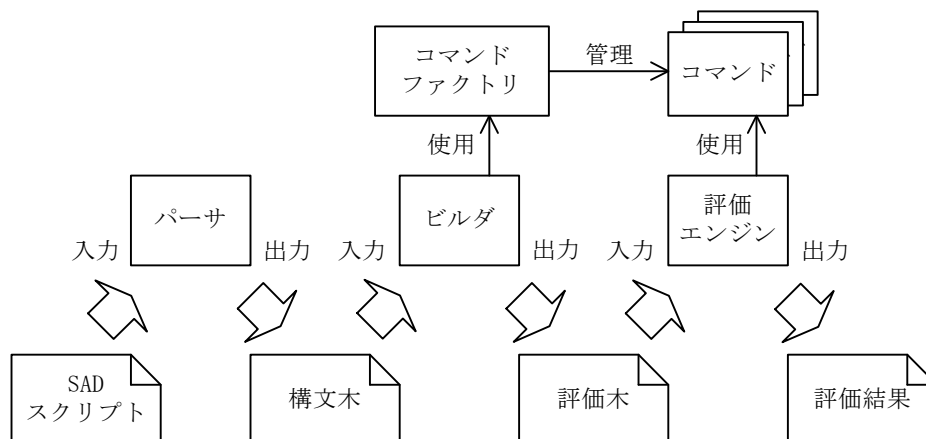 コマンド
ファクトリ
管理
コマンド
使用
使用
パーサ
ビルダ
評価
エンジン
入力
出力
入力
出力
入力
出力
SAD
スクリプト
構文木
評価木
評価結果